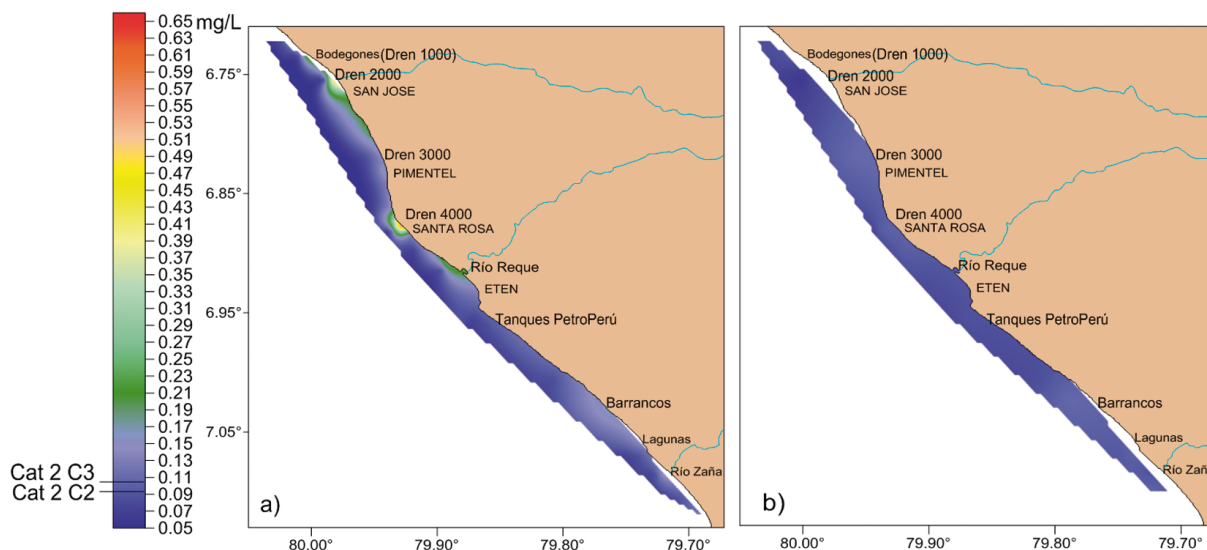 0.65 mg/L
0.63
0.61
0.59
0.57
0.55
0.53
0.51
0.49
0.47
0.45
0.43
0.41
0.39
0.37
0.35
0.33
0.31
0.29
0.27
0.25
0.23
0.21
0.19
0.17
0.15
0.13
0.11
0.09
0.07
0.05
Cat 2 C3
Cat 2 C2
6.75°
6.85°
6.95°
7.05°
Bodegones(Dren 1000)
Dren 2000
SAN JOSE
Dren 3000
PIMENTEL
Dren 4000
SANTA ROSA
Río Reque
ETEN
Tanques PetroPerú
Barrancos
Lagunas
Río Zaña
a)
80.00° 79.90° 79.80° 79.70°
Bodegones(Dren 1000)
Dren 2000
SAN JOSE
Dren 3000
PIMENTEL
Dren 4000
SANTA ROSA
Río Reque
ETEN
Tanques PetroPerú
Barrancos
Lagunas
Río Zañ
b)
80.00° 79.90° 79.80° 79.70°